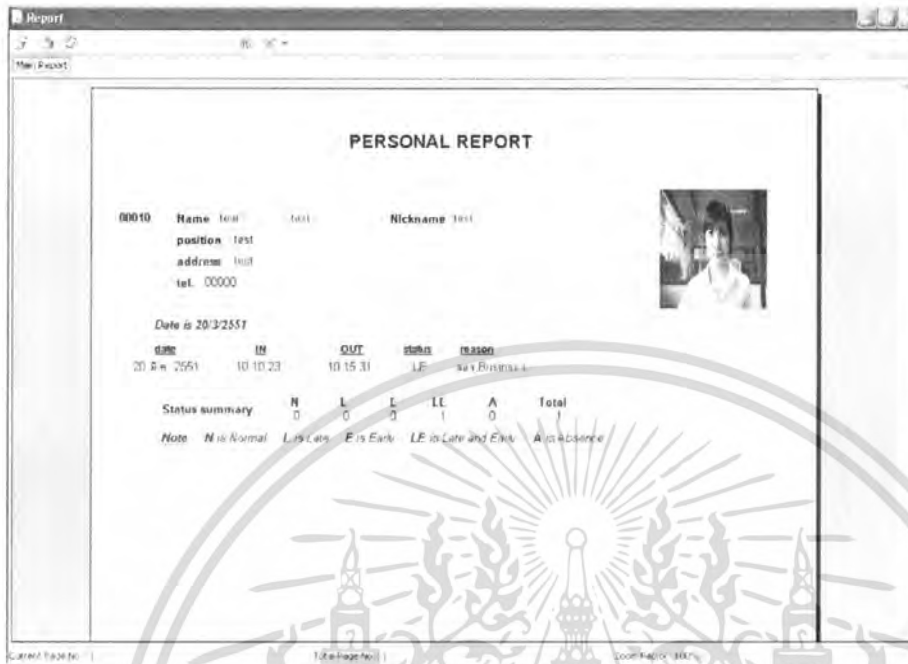 Report
Main Report
PERSONAL REPORT
00010 Name test test Nickname test
position test
address test
tel. 00000
Date is 20/3/2551
date IN OUT status reason
20 2551 10:10:23 10:15:31 LE
N L E LE A Total
Status summary 0 0 0 1 0 1
Note N is Normal L is Late E is Early LE is Late and Early A is Absence
Current Page No: 1 Total Page No: 1 Zoom Factor: 100%